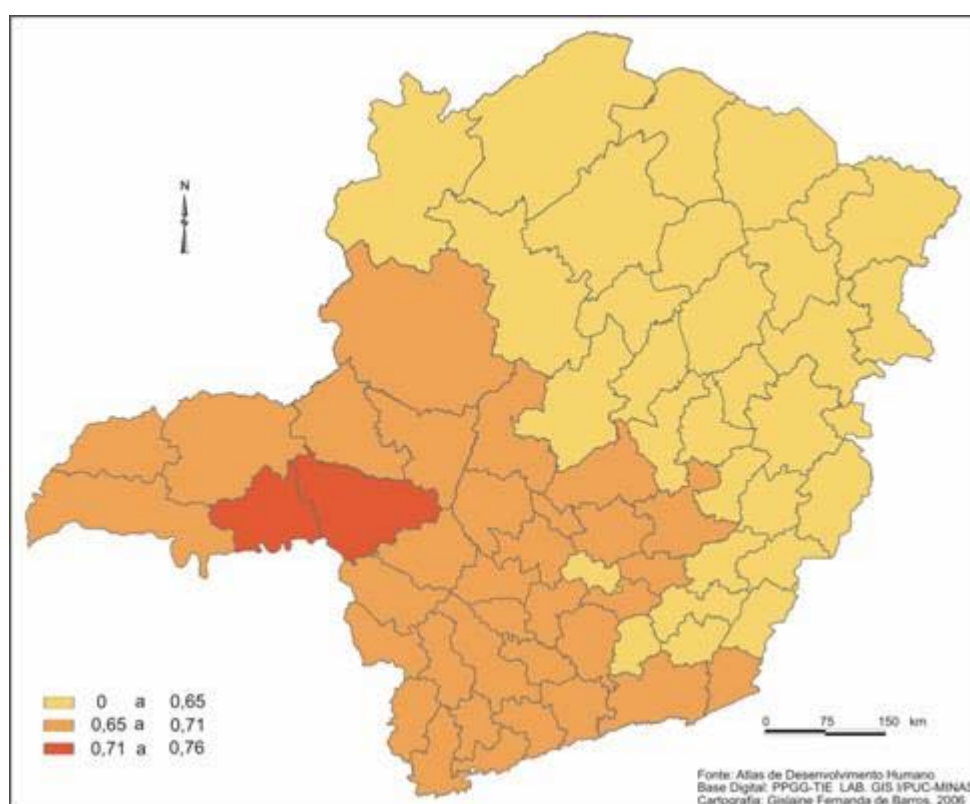 N
0 a 0,65
0,65 a 0,71
0,71 a 0,76
0 75 150 km
Fonte: Atlas de Desenvolvimento Humano
Base Digital: PPGG-TIE LAB. GIS I/PUC-MINAS
Cartografia: Gislaine Fernanda de Barros, 2006